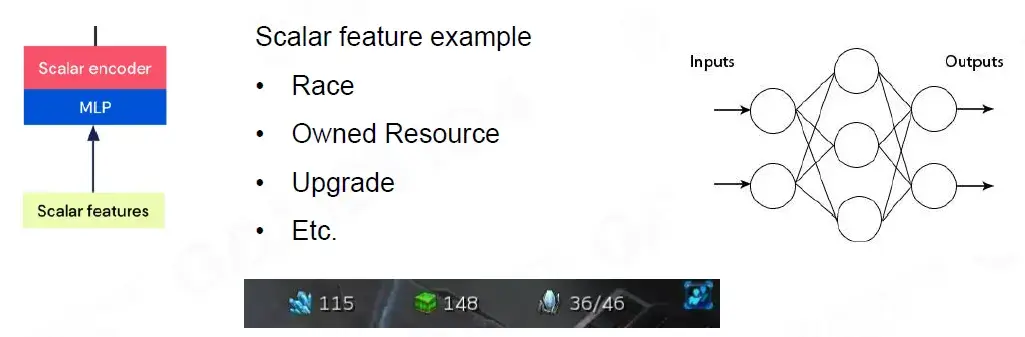 Scalar encoder
MLP
Scalar features
Scalar feature example
• Race
• Owned Resource
• Upgrade
• Etc.
115 148 36/46
Inputs Outputs